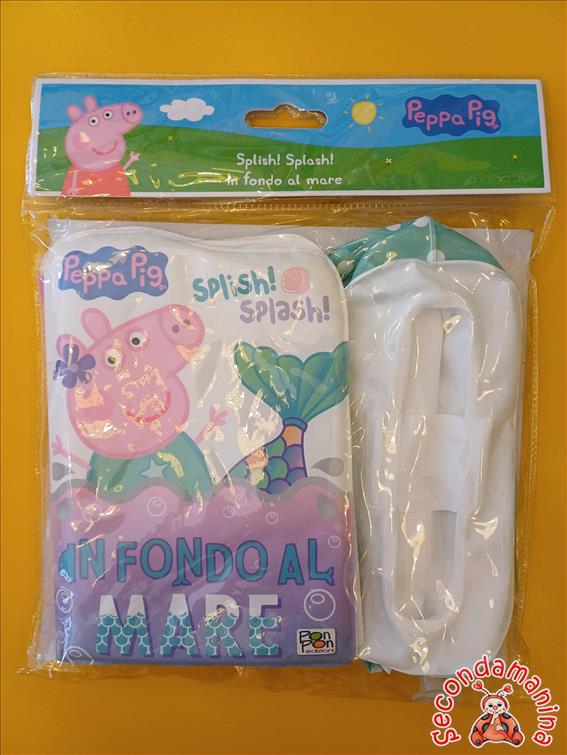 Peppa Pig
Splish! Splash!
In fondo al mare
Peppa Pig
Splish!
Splash!
IN FONDO AL
MARE
Pon
Pon
edizioni
secondamanina